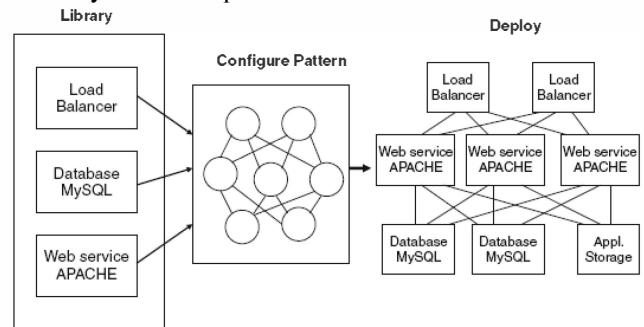 Library
Load
Balancer
Database
MySQL
Web service
APACHE
Configure Pattern
Deploy
Load
Balancer
Load
Balancer
Web service
APACHE
Web service
APACHE
Web service
APACHE
Database
MySQL
Database
MySQL
Appl.
Storage